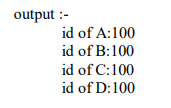 output :-
id of A:100
id of B:100
id of C:100
id of D:100